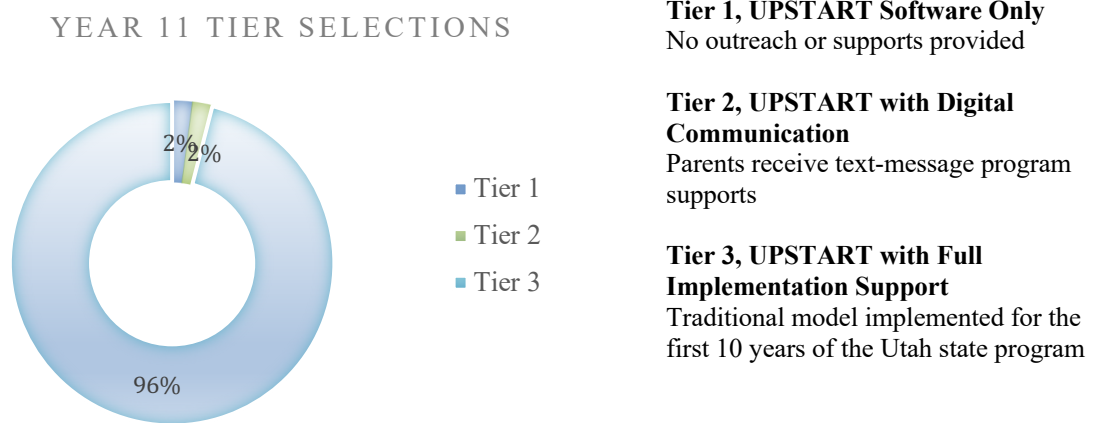 YEAR 11 TIER SELECTIONS
2%
2%
96%
Tier 1
Tier 2
Tier 3
Tier 1, UPSTART Software Only
No outreach or supports provided
Tier 2, UPSTART with Digital
Communication
Parents receive text-message program
supports
Tier 3, UPSTART with Full
Implementation Support
Traditional model implemented for the
first 10 years of the Utah state program